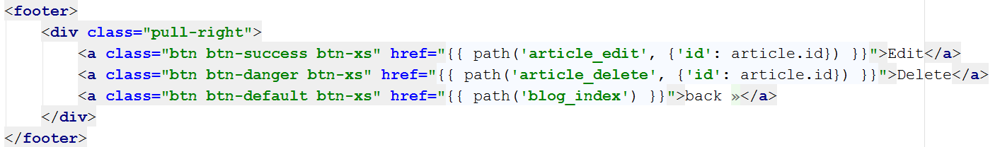 <footer>
    <div class="pull-right">
        <a class="btn btn-success btn-xs" href="{{ path('article_edit', {'id': article.id}) }}">Edit</a>
        <a class="btn btn-danger btn-xs" href="{{ path('article_delete', {'id': article.id}) }}">Delete</a>
        <a class="btn btn-default btn-xs" href="{{ path('blog_index') }}">back »</a>
    </div>
</footer>